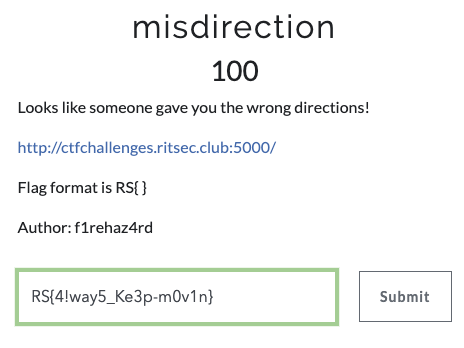 misdirection
100
Looks like someone gave you the wrong directions!
http://ctfchallenges.ritsec.club:5000/
Flag format is RS{ }
Author: f1rehaz4rd
RS{4!way5_Ke3p-m0v1n}
Submit